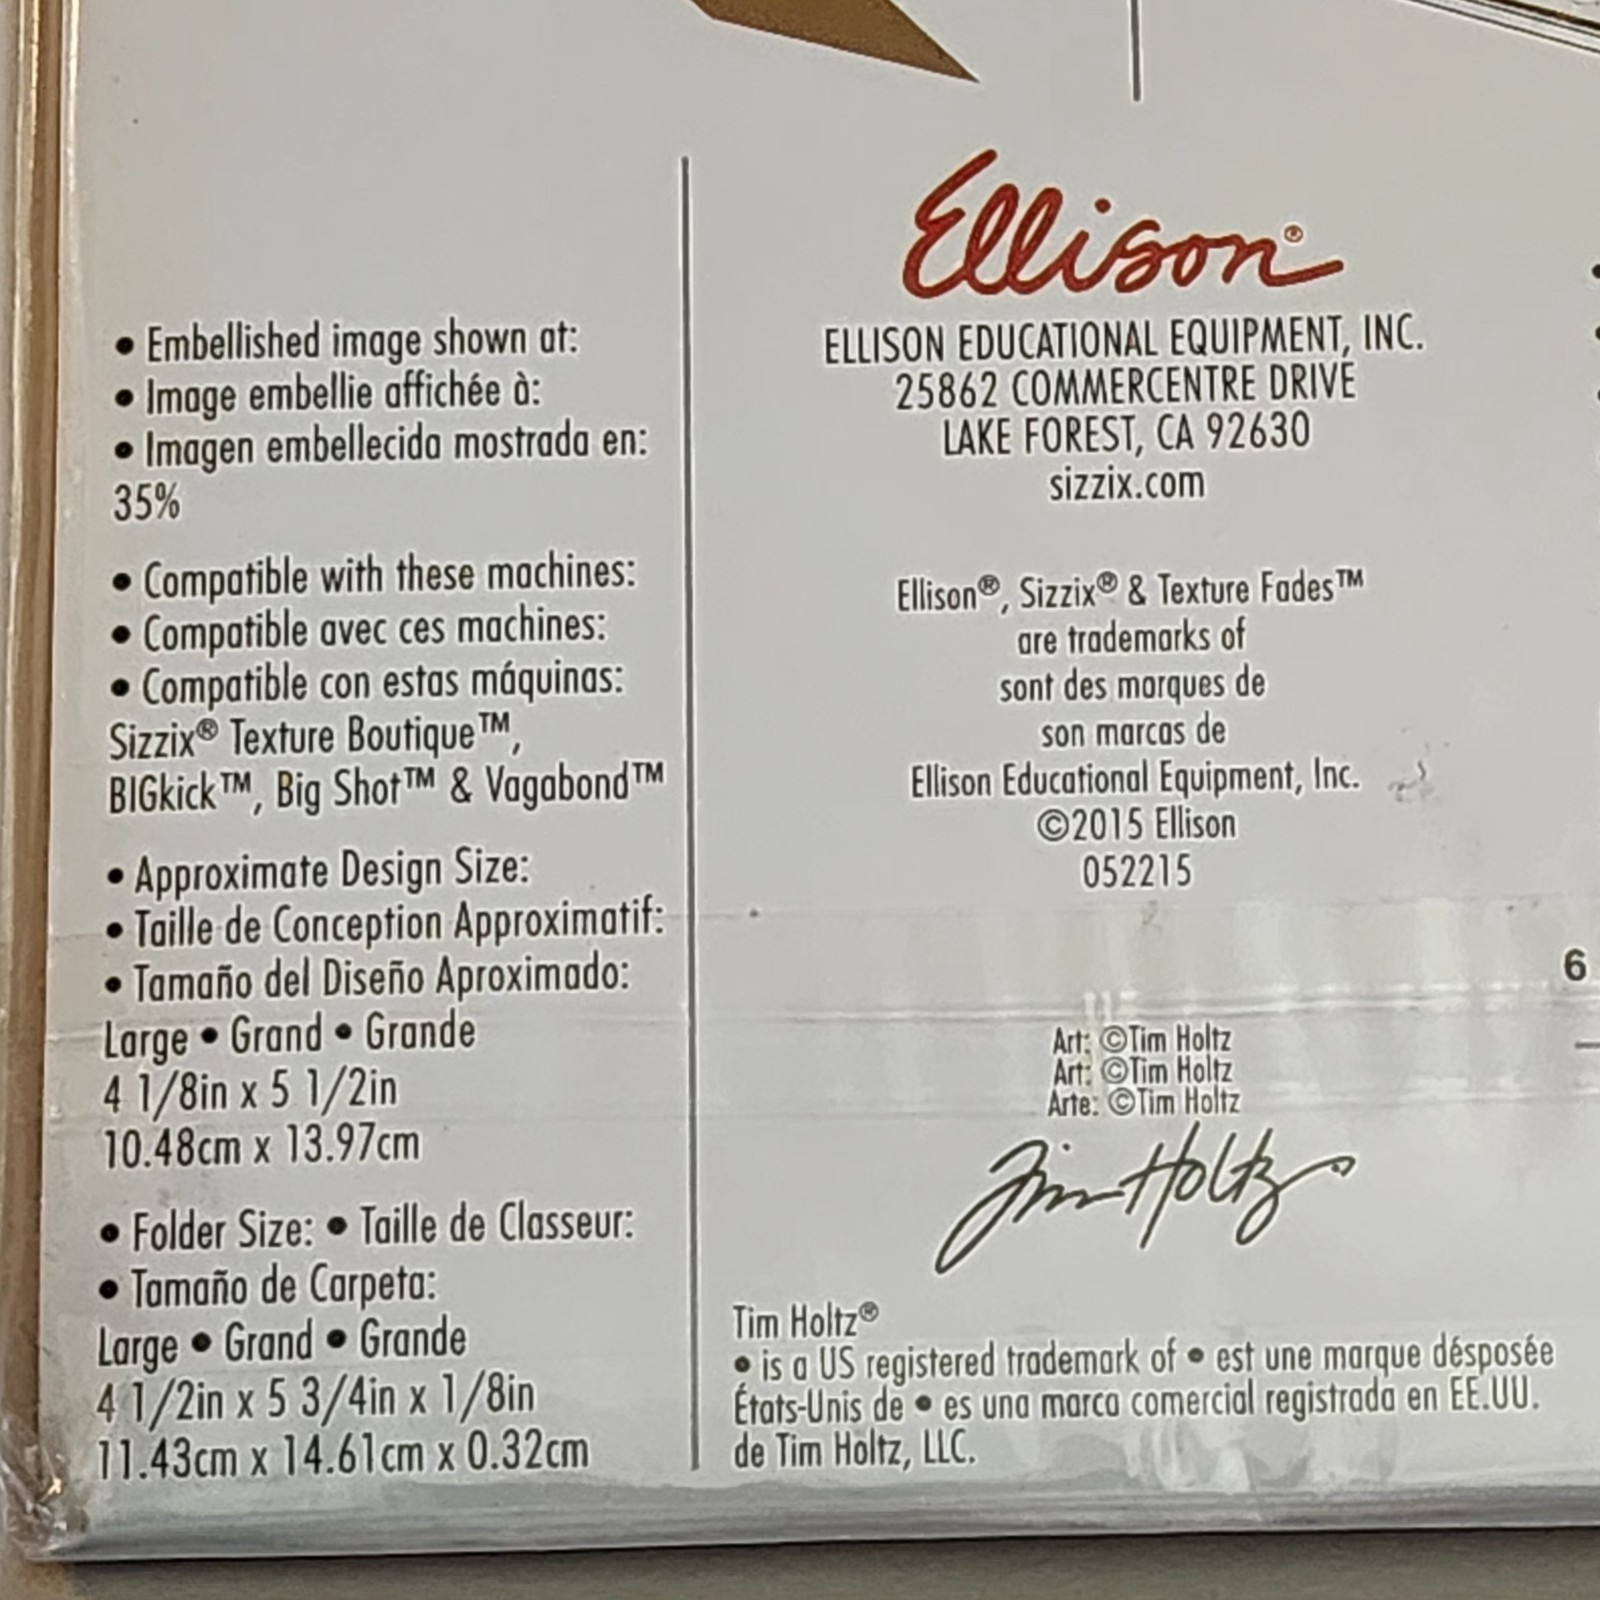 • Embellished image shown at:
• Image embellie affichée à:
• Imagen embellecida mostrada en:
35%
• Compatible with these machines:
• Compatible avec ces machines:
• Compatible con estas máquinas:
Sizzix® Texture Boutique™,
BIGkick™, Big Shot™ & Vagabond™
• Approximate Design Size:
• Taille de Conception Approximatif:
• Tamaño del Diseño Aproximado:
Large • Grand • Grande
4 1/8in x 5 1/2in
10.48cm x 13.97cm
• Folder Size: • Taille de Classeur:
• Tamaño de Carpeta:
Large • Grand • Grande
4 1/2in x 5 3/4in x 1/8in
11.43cm x 14.61cm x 0.32cm
Ellison®
ELLISON EDUCATIONAL EQUIPMENT, INC.
25862 COMMERCENTRE DRIVE
LAKE FOREST, CA 92630
sizzix.com
Ellison®, Sizzix® & Texture Fades™
are trademarks of
sont des marques de
son marcas de
Ellison Educational Equipment, Inc.
©2015 Ellison
052215
Art: ©Tim Holtz
Art: ©Tim Holtz
Arte: ©Tim Holtz
Tim Holtz
Tim Holtz®
• is a US registered trademark of • est une marque désposée
États-Unis de • es una marca comercial registrada en EE.UU.
de Tim Holtz, LLC.
6